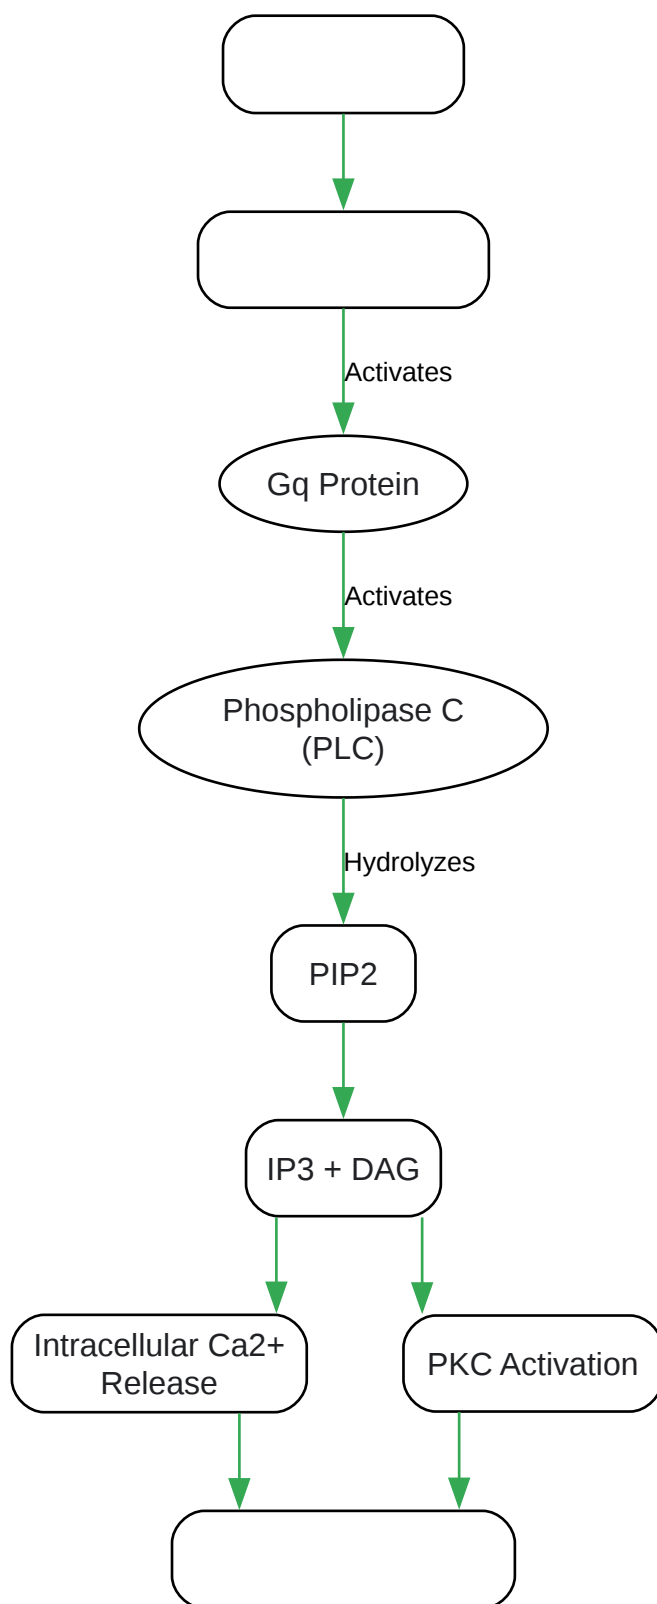 Activates
Gq Protein
Activates
Phospholipase C
(PLC)
Hydrolyzes
PIP2
IP3 + DAG
Intracellular Ca2+
Release
PKC Activation